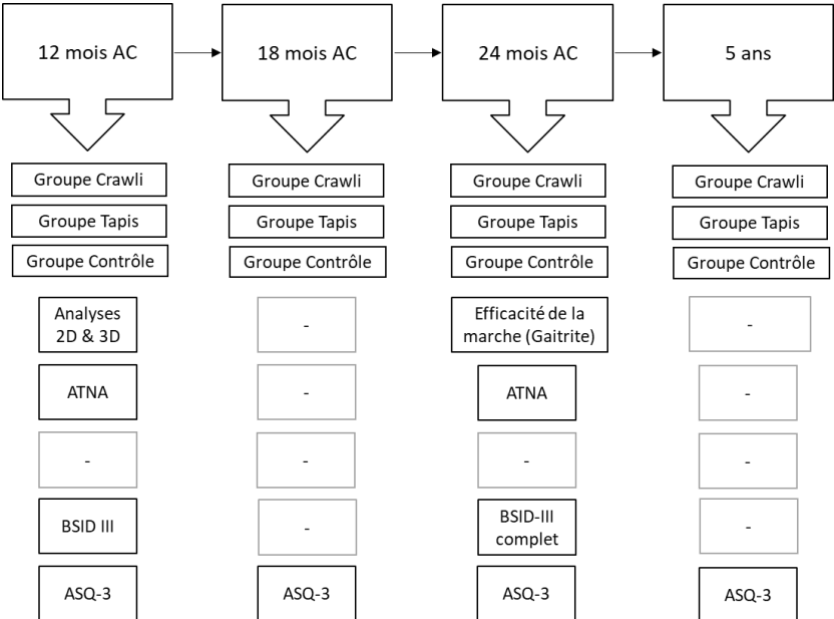 12 mois AC
18 mois AC
24 mois AC
5 ans
Groupe Crawli
Groupe Crawli
Groupe Crawli
Groupe Crawli
Groupe Tapis
Groupe Tapis
Groupe Tapis
Groupe Tapis
Groupe Contrôle
Groupe Contrôle
Groupe Contrôle
Groupe Contrôle
Analyses
2D & 3D
-
Efficacité de la
marche (Gaitrite)
-
ATNA
-
ATNA
-
-
-
-
-
BSID III
-
BSID-III
complet
-
ASQ-3
ASQ-3
ASQ-3
ASQ-3